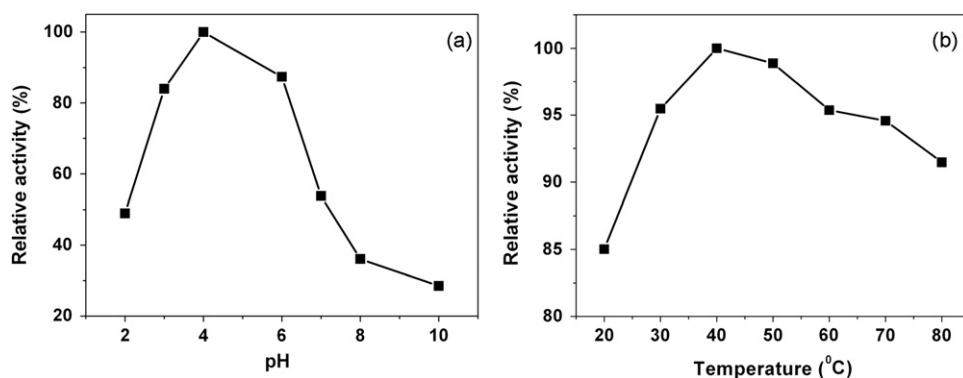 (a)
Relative activity (%)
100
80
60
40
20
2 4 6 8 10
pH
(b)
Relative activity (%)
100
95
90
85
80
20 30 40 50 60 70 80
Temperature (⁰C)